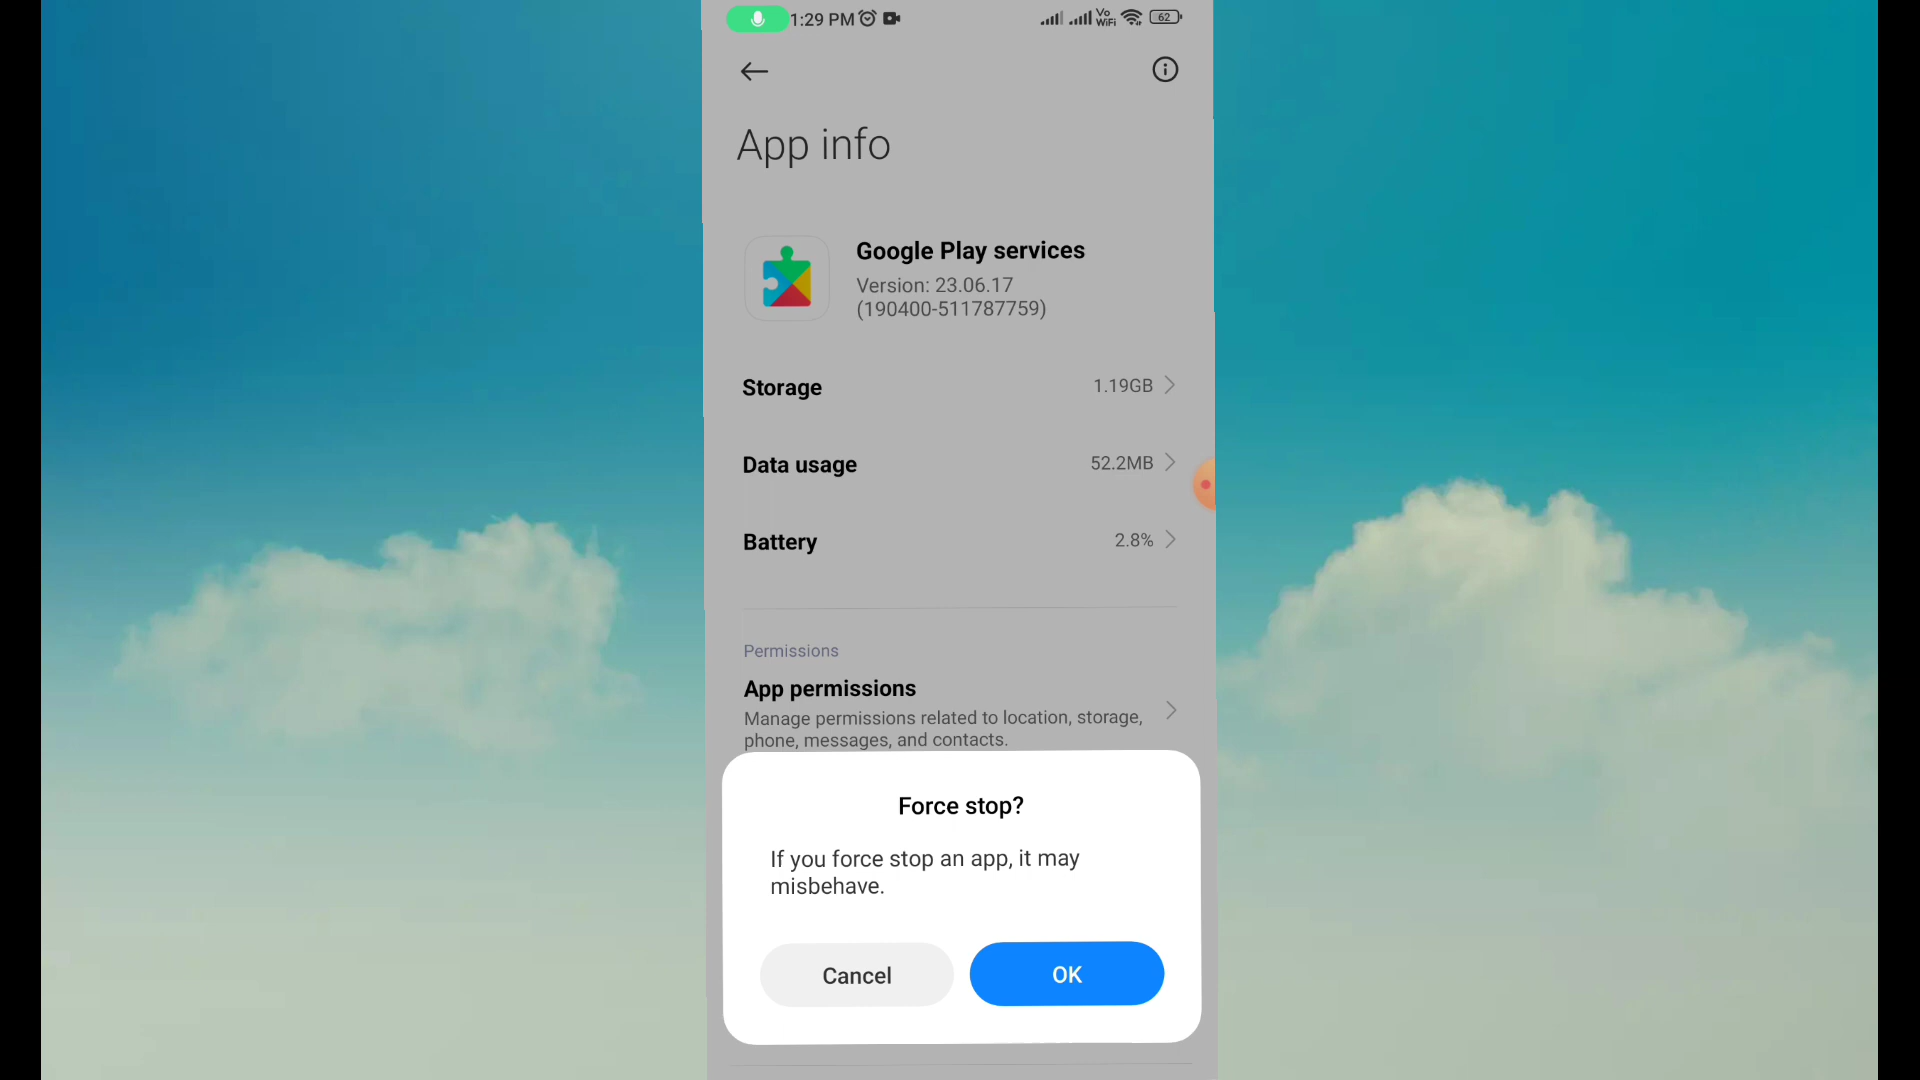 1:29 PM
Vo
WiFi
62
App info
Google Play services
Version: 23.06.17
(190400-511787759)
Storage
1.19GB
Data usage
52.2MB
Battery
2.8%
Permissions
App permissions
Manage permissions related to location, storage,
phone, messages, and contacts.
Force stop?
If you force stop an app, it may
misbehave.
Cancel
OK